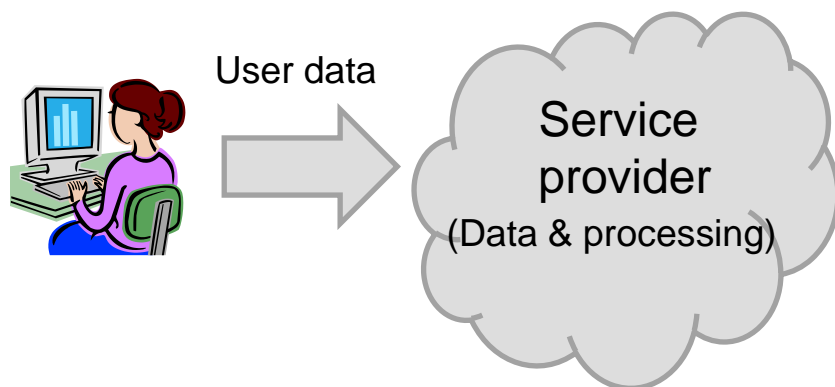 User data
Service
provider
(Data & processing)